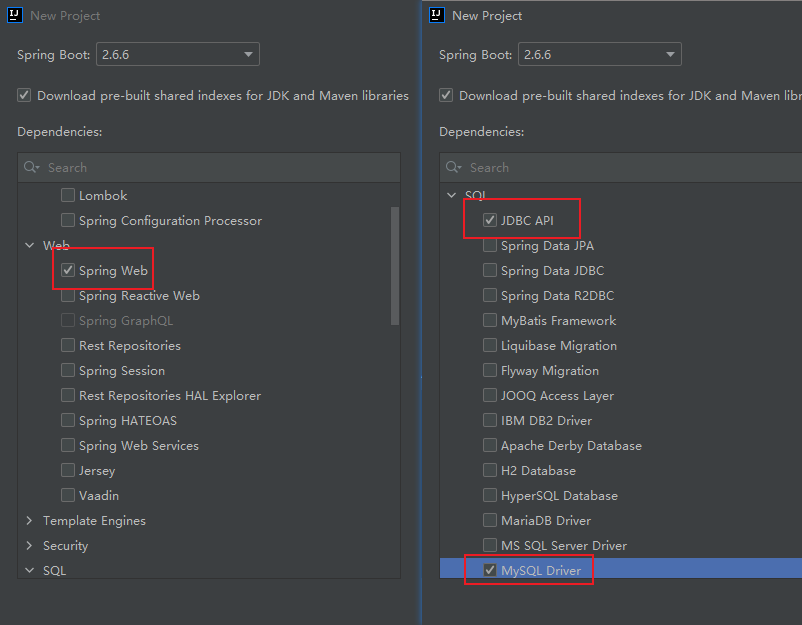 New Project
Spring Boot: 2.6.6
Download pre-built shared indexes for JDK and Maven libraries
Dependencies:
Search
Lombok
Spring Configuration Processor
Web
Spring Web
Spring Reactive Web
Spring GraphQL
Rest Repositories
Spring Session
Rest Repositories HAL Explorer
Spring HATEOAS
Spring Web Services
Jersey
Vaadin
Template Engines
Security
SQL
New Project
Spring Boot: 2.6.6
Download pre-built shared indexes for JDK and Maven libr
Dependencies:
Search
SQL
JDBC API
Spring Data JPA
Spring Data JDBC
Spring Data R2DBC
MyBatis Framework
Liquibase Migration
Flyway Migration
JOOQ Access Layer
IBM DB2 Driver
Apache Derby Database
H2 Database
HyperSQL Database
MariaDB Driver
MS SQL Server Driver
MySQL Driver